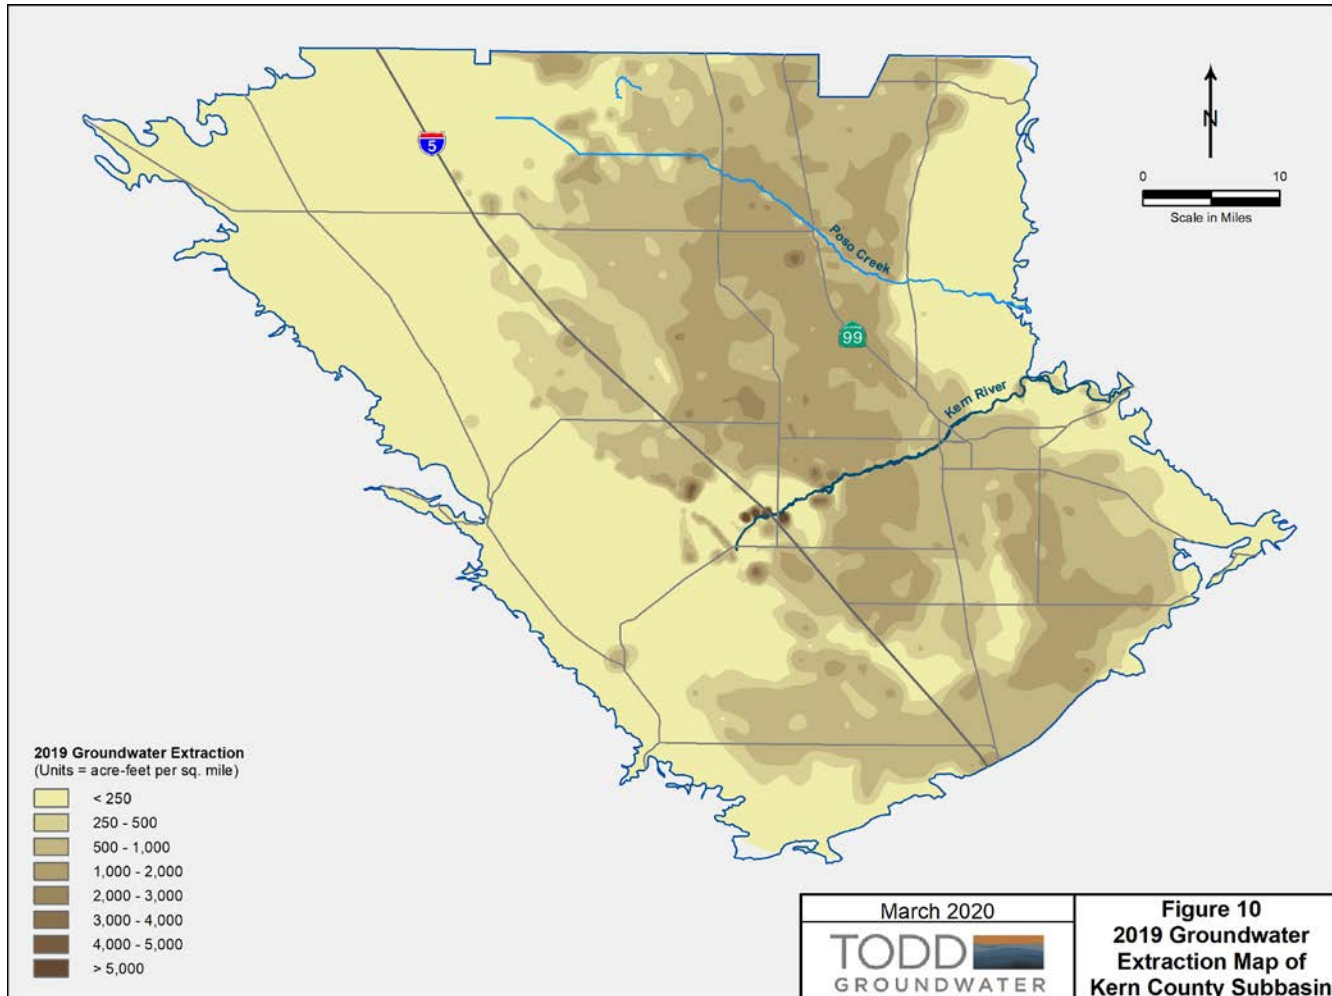 N
0 10
Scale in Miles
5
Poso Creek
99
Kern River
2019 Groundwater Extraction
(Units = acre-feet per sq. mile)
< 250
250 - 500
500 - 1,000
1,000 - 2,000
2,000 - 3,000
3,000 - 4,000
4,000 - 5,000
> 5,000
March 2020
TODD
GROUNDWATER
Figure 10
2019 Groundwater
Extraction Map of
Kern County Subbasin